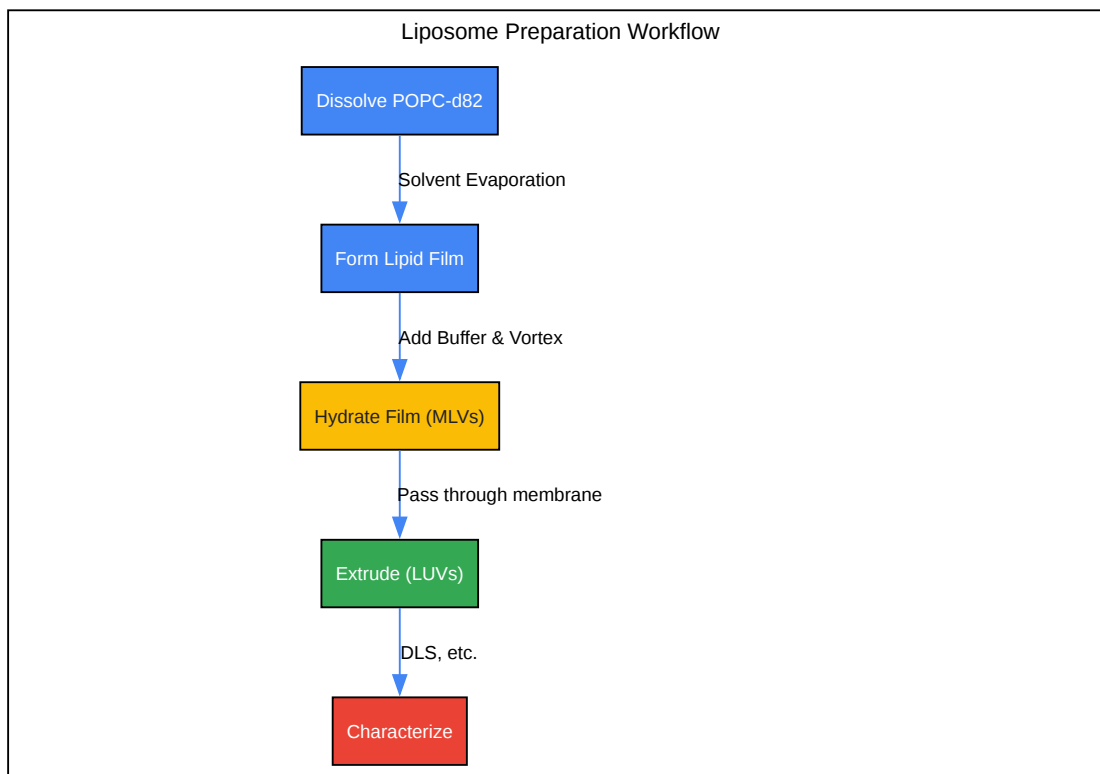 Liposome Preparation Workflow
Dissolve POPC-d82
Solvent Evaporation
Form Lipid Film
Add Buffer & Vortex
Hydrate Film (MLVs)
Pass through membrane
Extrude (LUVs)
DLS, etc.
Characterize